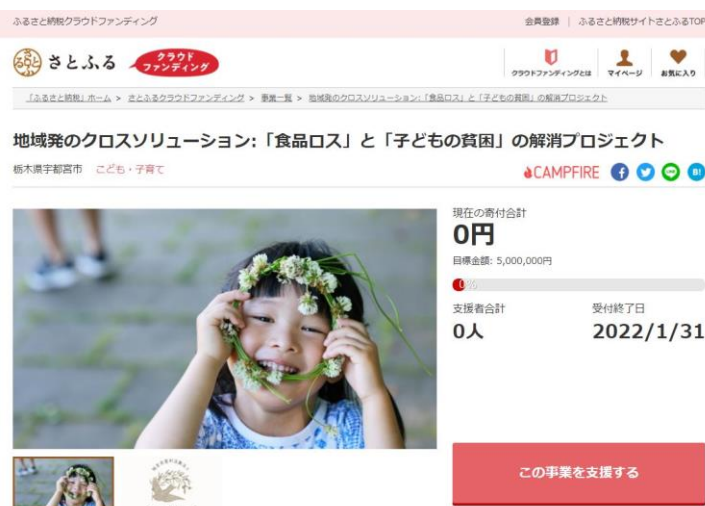 ふるさと納税クラウドファンディング
会員登録 | ふるさと納税サイトさとふるTOP
さとふる クラウドファンディング
クラウドファンディングとは マイページ お気に入り
「ふるさと納税」ホーム > さとふるクラウドファンディング > 事業一覧 > 地域発のクロスソリューション:「食品ロス」と「子どもの貧困」の解消プロジェクト
地域発のクロスソリューション:「食品ロス」と「子どもの貧困」の解消プロジェクト
栃木県宇都宮市 こども・子育て
CAMPFIRE f B!
現在の寄付合計
0円
目標金額: 5,000,000円
0%
支援者合計 受付終了日
0人 2022/1/31
この事業を支援する